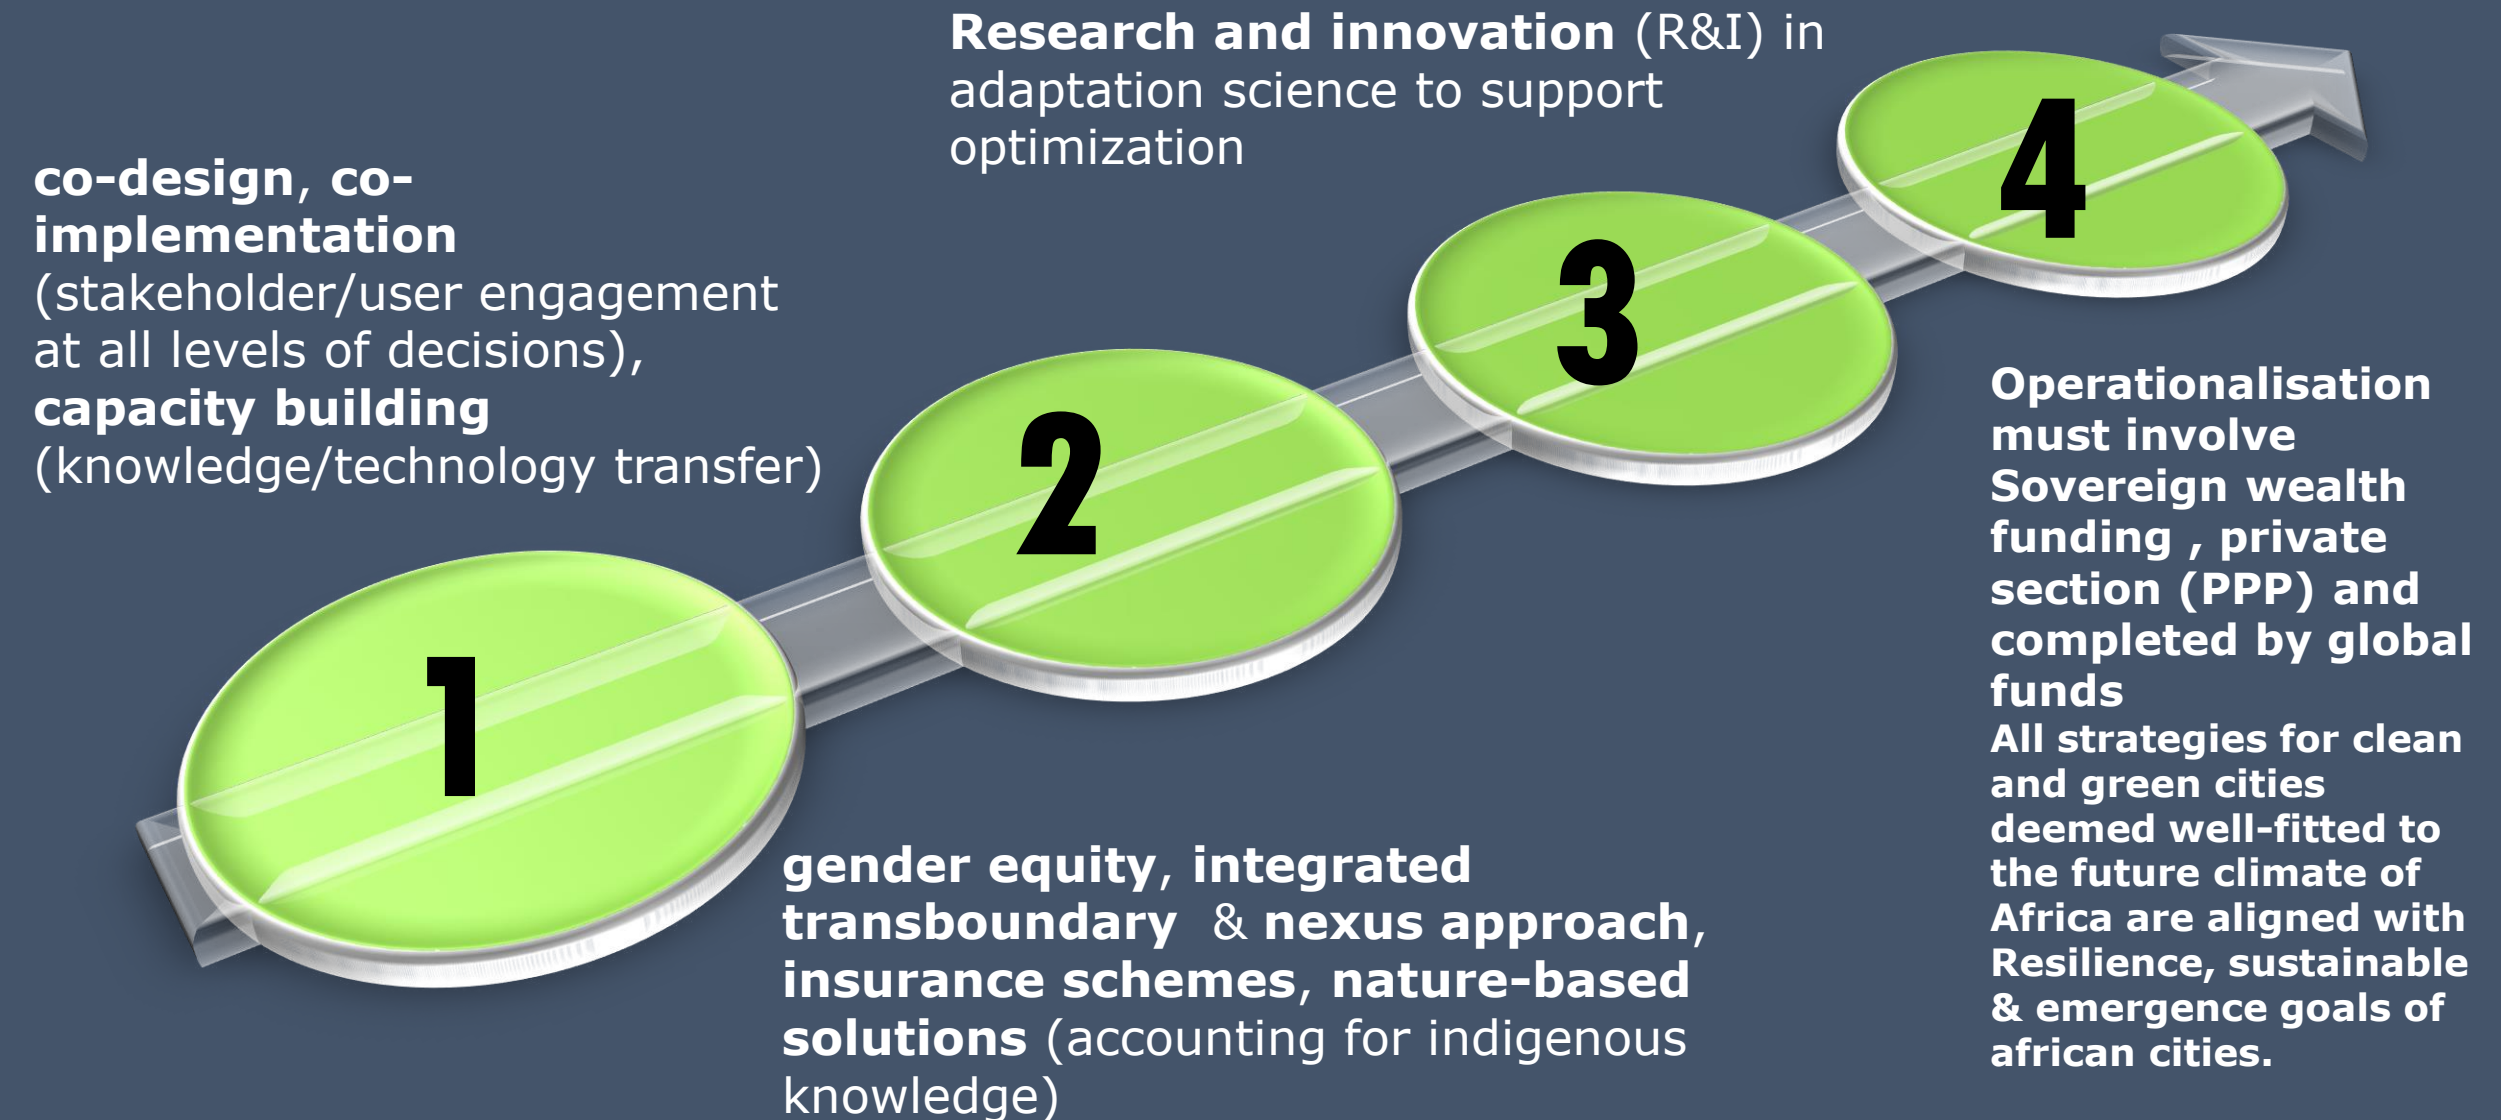 co-design, co-
implementation
(stakeholder/user engagement
at all levels of decisions),
capacity building
(knowledge/technology transfer)
1
gender equity, integrated
transboundary  & nexus approach,
insurance schemes, nature-based
solutions (accounting for indigenous
knowledge)
2
Research and innovation (R&I) in
adaptation science to support
optimization
3
4
Operationalisation
must involve
Sovereign wealth
funding , private
section (PPP) and
completed by global
funds
All strategies for clean
and green cities
deemed well-fitted to
the future climate of
Africa are aligned with
Resilience, sustainable
& emergence goals of
african cities.